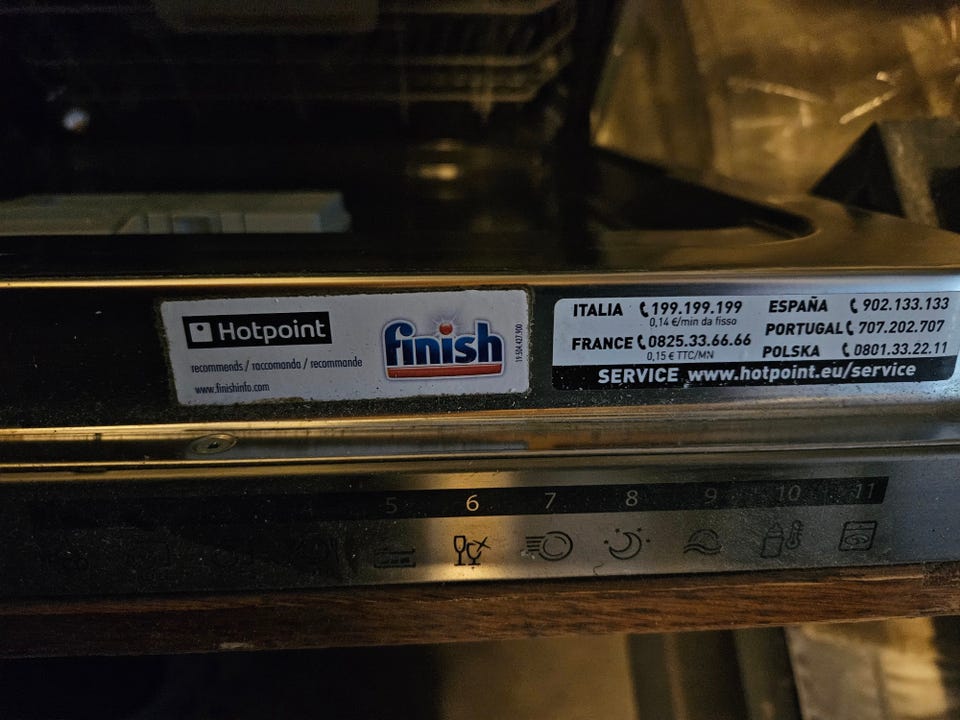 Hotpoint
recommends / raccomanda / recommande
www.finishinfo.com
finish
ITALIA 199.199.199
0,14 €/min da fisso
FRANCE 0825.33.66.66
0,15 € TTC/MN
ESPAÑA 902.133.133
PORTUGAL 707.202.707
POLSKA 0801.33.22.11
SERVICE www.hotpoint.eu/service
5 6 7 8 9 10 11